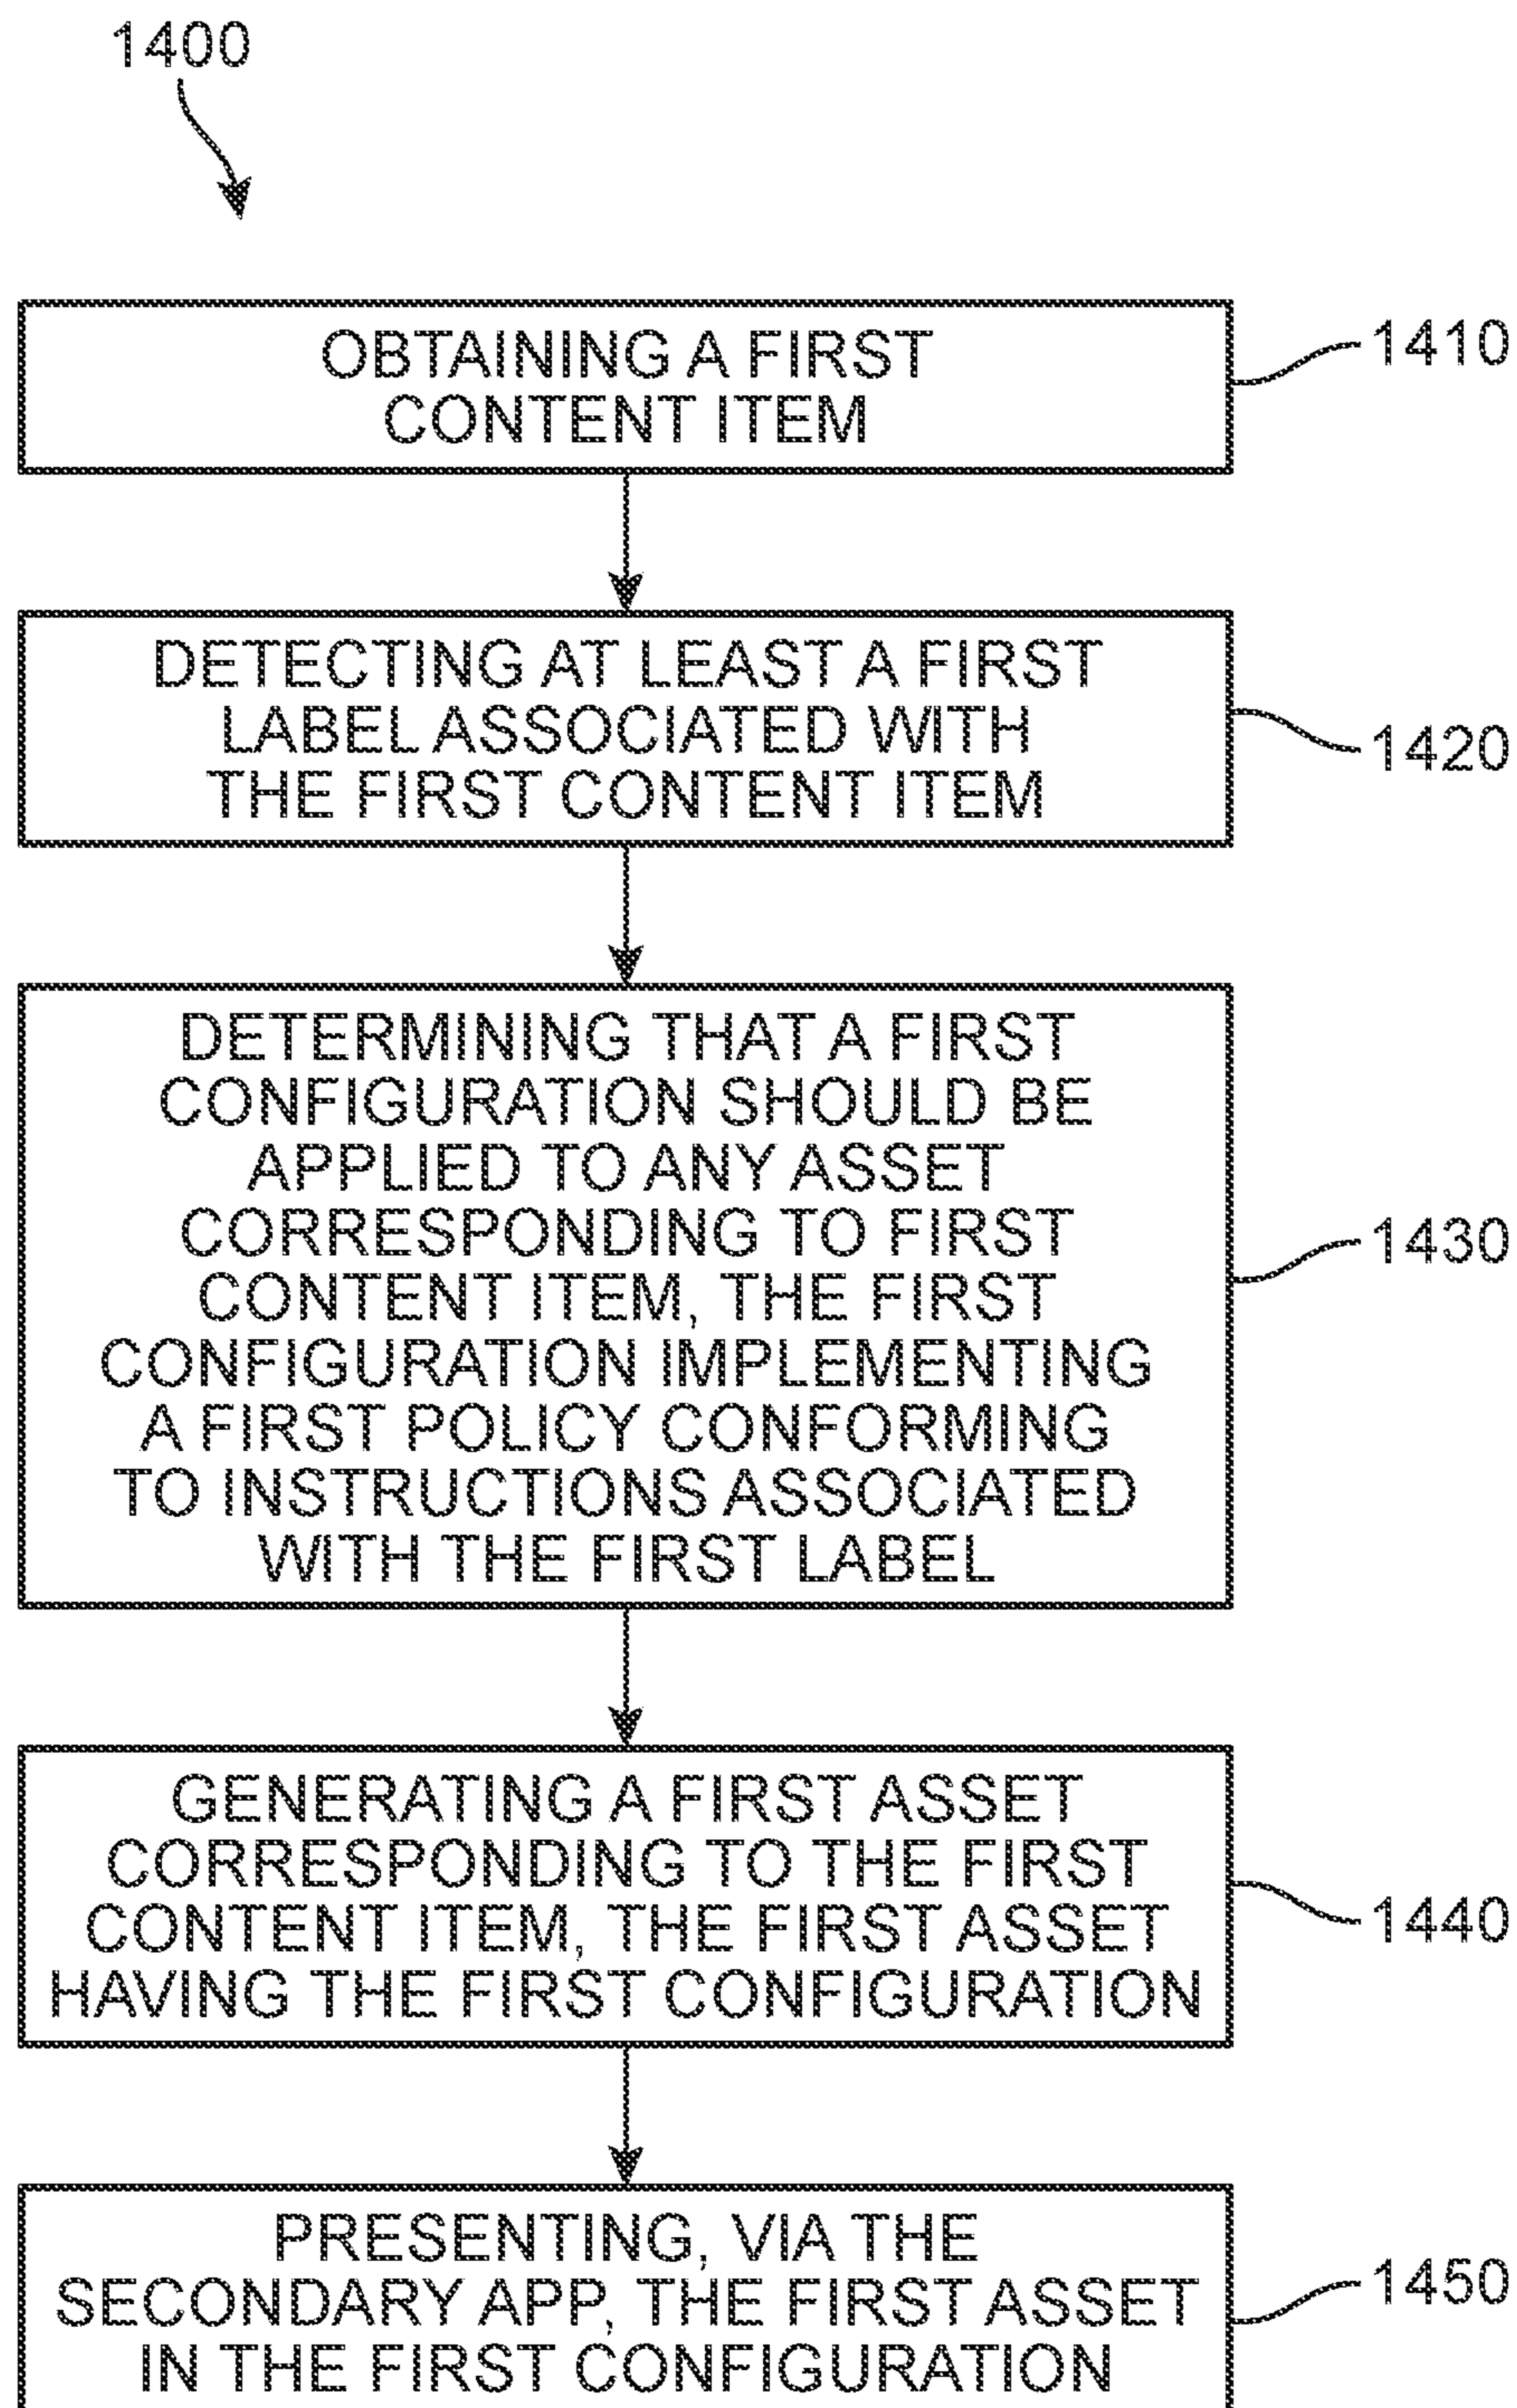 1400
OBTAINING A FIRST
CONTENT ITEM
1410
DETECTING AT LEAST A FIRST
LABEL ASSOCIATED WITH
THE FIRST CONTENT ITEM
1420
DETERMINING THAT A FIRST
CONFIGURATION SHOULD BE
APPLIED TO ANY ASSET
CORRESPONDING TO FIRST
CONTENT ITEM, THE FIRST
CONFIGURATION IMPLEMENTING
A FIRST POLICY CONFORMING
TO INSTRUCTIONS ASSOCIATED
WITH THE FIRST LABEL
1430
GENERATING A FIRST ASSET
CORRESPONDING TO THE FIRST
CONTENT ITEM, THE FIRST ASSET
HAVING THE FIRST CONFIGURATION
1440
PRESENTING, VIA THE
SECONDARY APP, THE FIRST ASSET
IN THE FIRST CONFIGURATION
1450